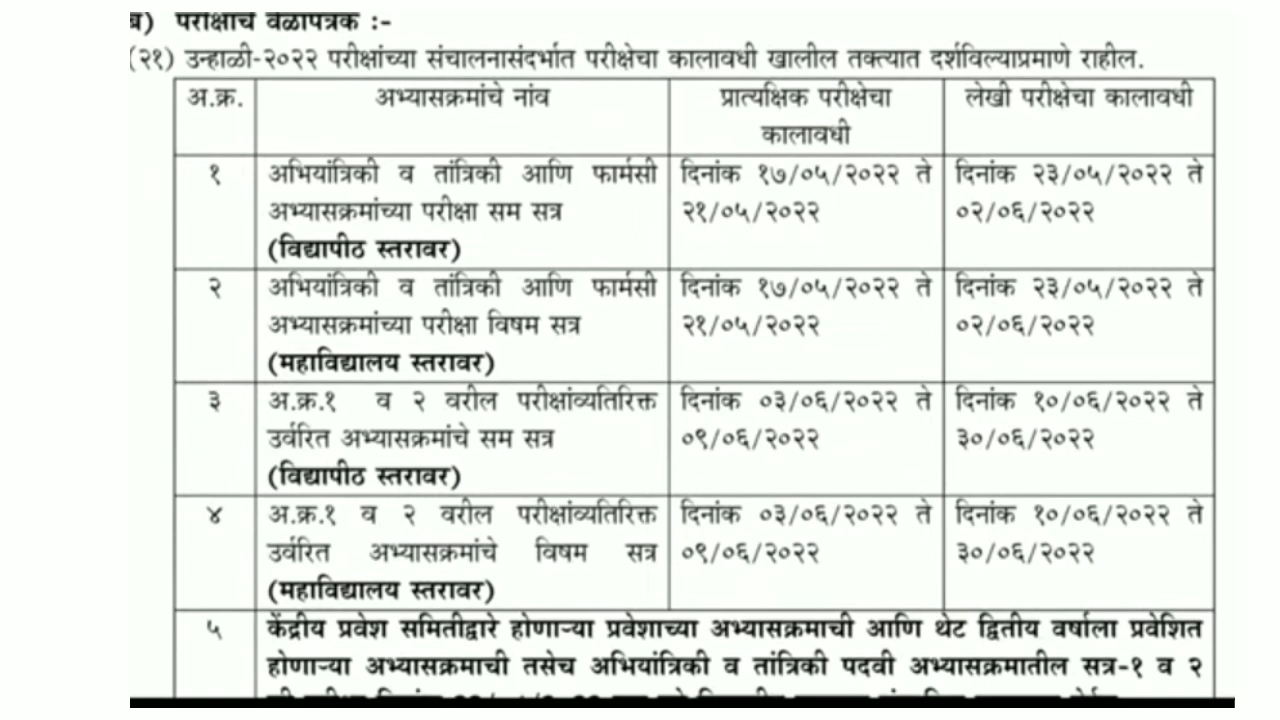 ब) परीक्षांचे वेळापत्रक :-
(२१) उन्हाळी-२०२२ परीक्षांच्या संचालनासंदर्भात परीक्षेचा कालावधी खालील तक्त्यात दर्शविल्याप्रमाणे राहील.
अ.क्र. अभ्यासक्रमांचे नांव प्रात्यक्षिक परीक्षेचा कालावधी लेखी परीक्षेचा कालावधी
१ अभियांत्रिकी व तांत्रिकी आणि फार्मसी दिनांक १७/०५/२०२२ ते दिनांक २३/०५/२०२२ ते
अभ्यासक्रमांच्या परीक्षा सम सत्र २१/०५/२०२२ ०२/०६/२०२२
(विद्यापीठ स्तरावर)
२ अभियांत्रिकी व तांत्रिकी आणि फार्मसी दिनांक १७/०५/२०२२ ते दिनांक २३/०५/२०२२ ते
अभ्यासक्रमांच्या परीक्षा विषम सत्र २१/०५/२०२२ ०२/०६/२०२२
(महाविद्यालय स्तरावर)
३ अ.क्र.१ व २ वरील परीक्षांव्यतिरिक्त दिनांक ०३/०६/२०२२ ते दिनांक १०/०६/२०२२ ते
उर्वरित अभ्यासक्रमांचे सम सत्र ०९/०६/२०२२ ३०/०६/२०२२
(विद्यापीठ स्तरावर)
४ अ.क्र.१ व २ वरील परीक्षांव्यतिरिक्त दिनांक ०३/०६/२०२२ ते दिनांक १०/०६/२०२२ ते
उर्वरित अभ्यासक्रमांचे विषम सत्र ०९/०६/२०२२ ३०/०६/२०२२
(महाविद्यालय स्तरावर)
५ केंद्रीय प्रवेश समितीद्वारे होणाऱ्या प्रवेशाच्या अभ्यासक्रमाची आणि थेट द्वितीय वर्षाला प्रवेशित
होणाऱ्या अभ्यासक्रमाची तसेच अभियांत्रिकी व तांत्रिकी पदवी अभ्यासक्रमातील सत्र-१ व २